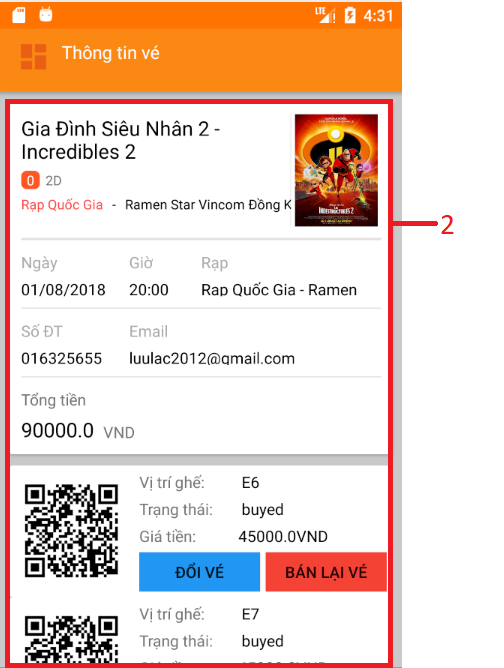 LTE 4:31
Thông tin vé
Gia Đình Siêu Nhân 2 -
Incredibles 2
0 2D
Rạp Quốc Gia - Ramen Star Vincom Đồng K
INCREDIBLES 2
2
Ngày Giờ Rạp
01/08/2018 20:00 Rạp Quốc Gia - Ramen
Số ĐT Email
016325655 luulac2012@gmail.com
Tổng tiền
90000.0 VND
Vị trí ghế: E6
Trạng thái: buyed
Giá tiền: 45000.0VND
ĐỔI VÉ BÁN LẠI VÉ
Vị trí ghế: E7
Trạng thái: buyed